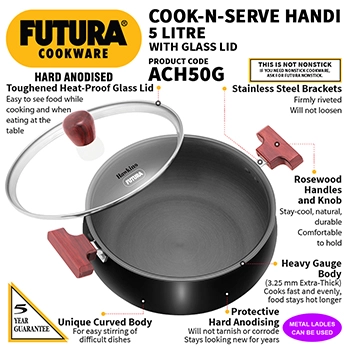 FUTURA®
COOKWARE
HARD ANODISED
COOK-N-SERVE HANDI
5 LITRE
WITH GLASS LID
PRODUCT CODE
ACH50G
THIS IS NOT NONSTICK
IF YOU NEED NONSTICK COOKWARE,
ASK FOR FUTURA NONSTICK.
Toughened Heat-Proof Glass Lid
Easy to see food while
cooking and when
eating at the
table
Stainless Steel Brackets
Firmly riveted
Will not loosen
Hawkins
FUTURA
Rosewood
Handles
and Knob
Stay-cool, natural,
durable
Comfortable
to hold
Heavy Gauge
Body
(3.25 mm Extra-Thick)
Cooks fast and evenly,
food stays hot longer
5
YEAR
GUARANTEE
Unique Curved Body
For easy stirring of
difficult dishes
Protective
Hard Anodising
Will not tarnish or corrode
Stays looking new for years
METAL LADLES
CAN BE USED